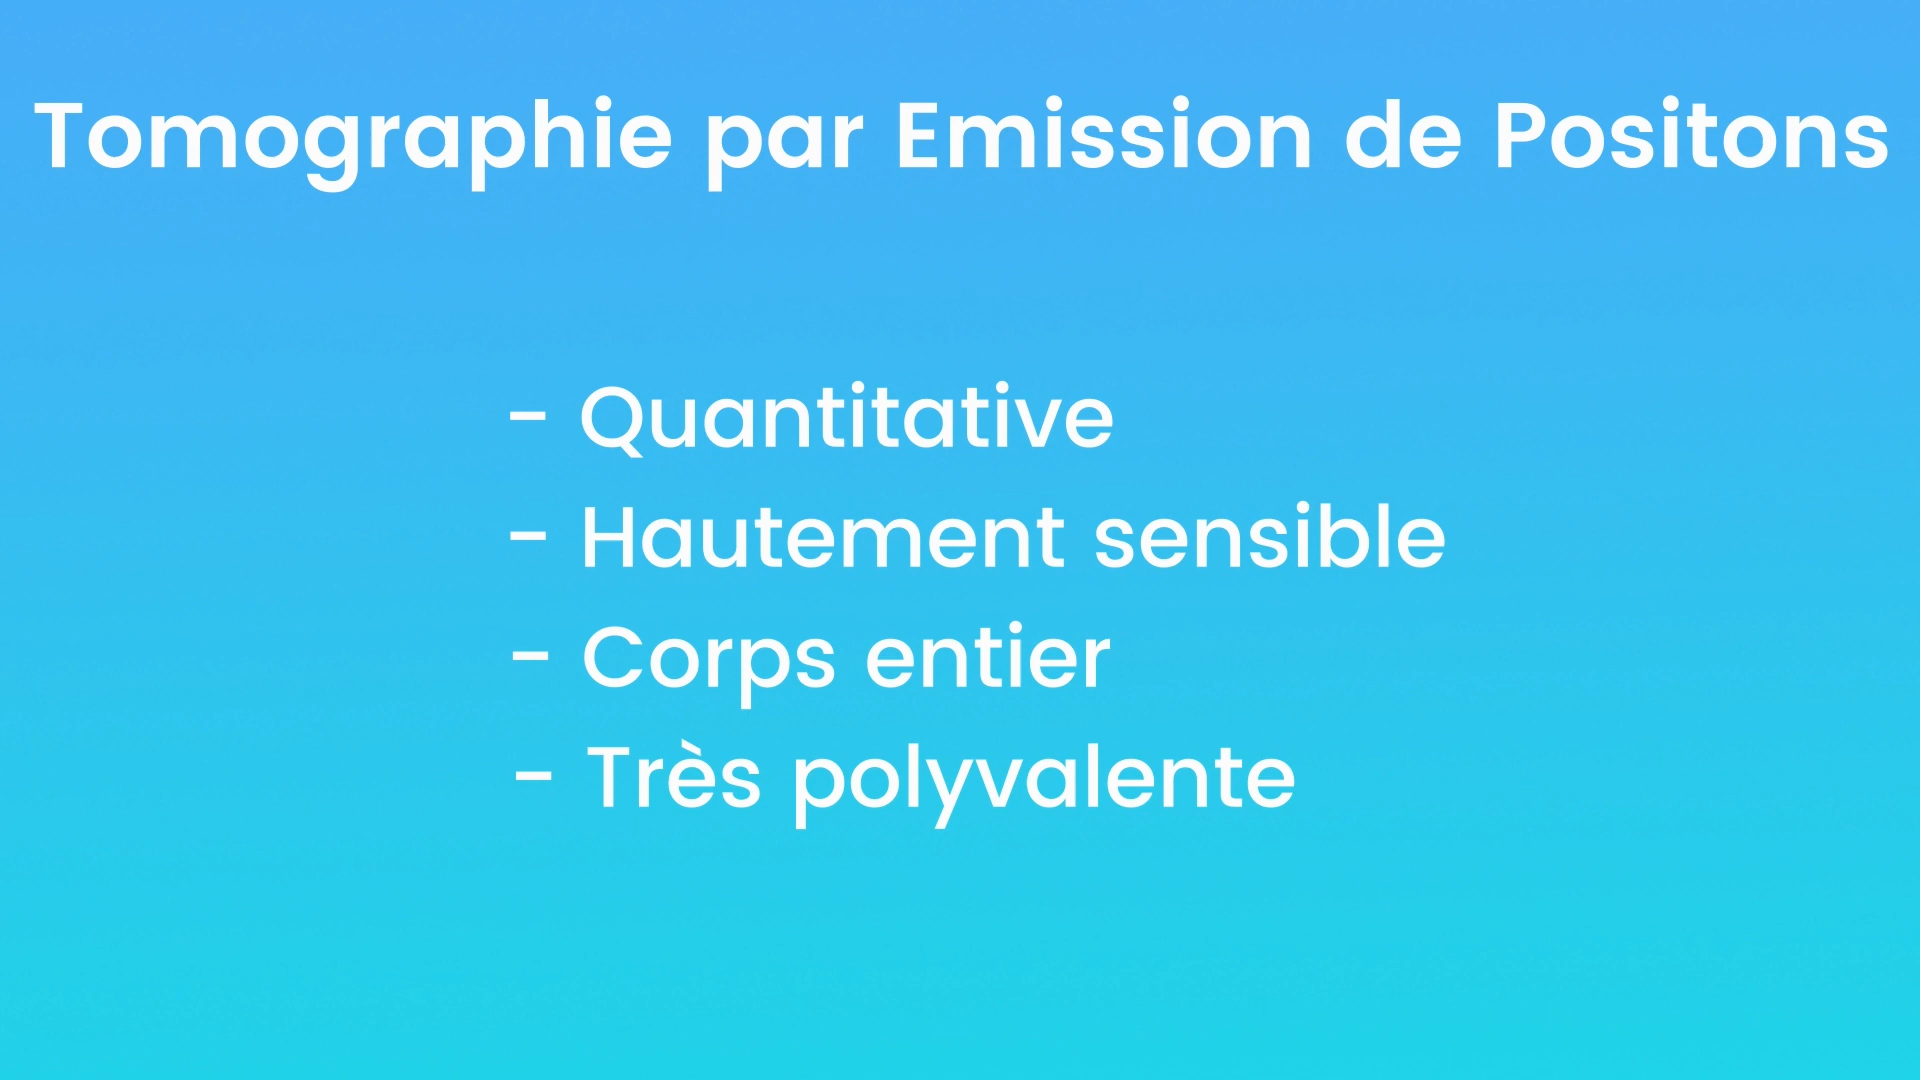 Tomographie par Emission de Positons
- Quantitative
- Hautement sensible
- Corps entier
- Très polyvalente